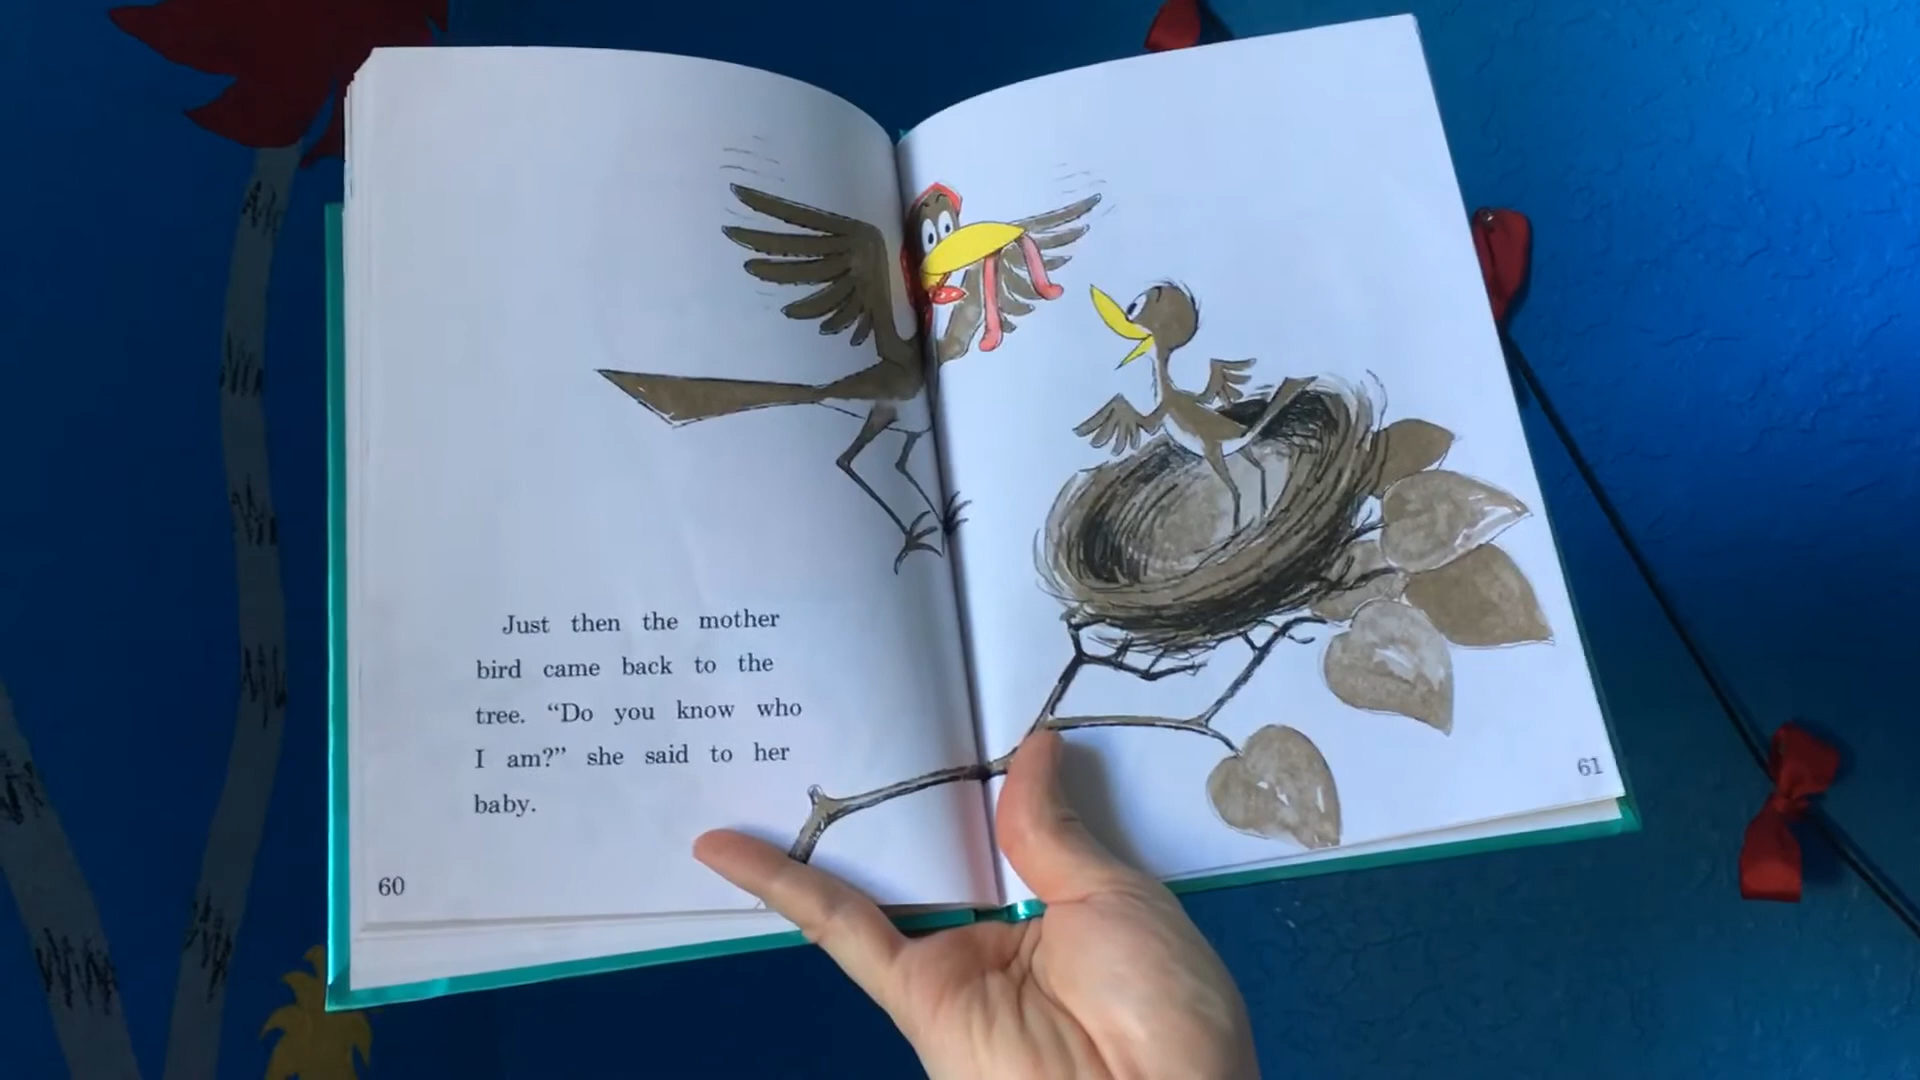 Just then the mother
bird came back to the
tree. “Do you know who
I am?” she said to her
baby.
60
61